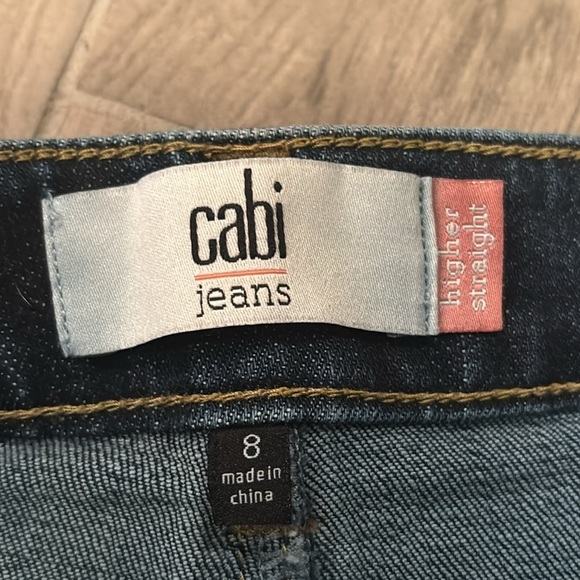 cabi
jeans
higher
straight
8
made in
china